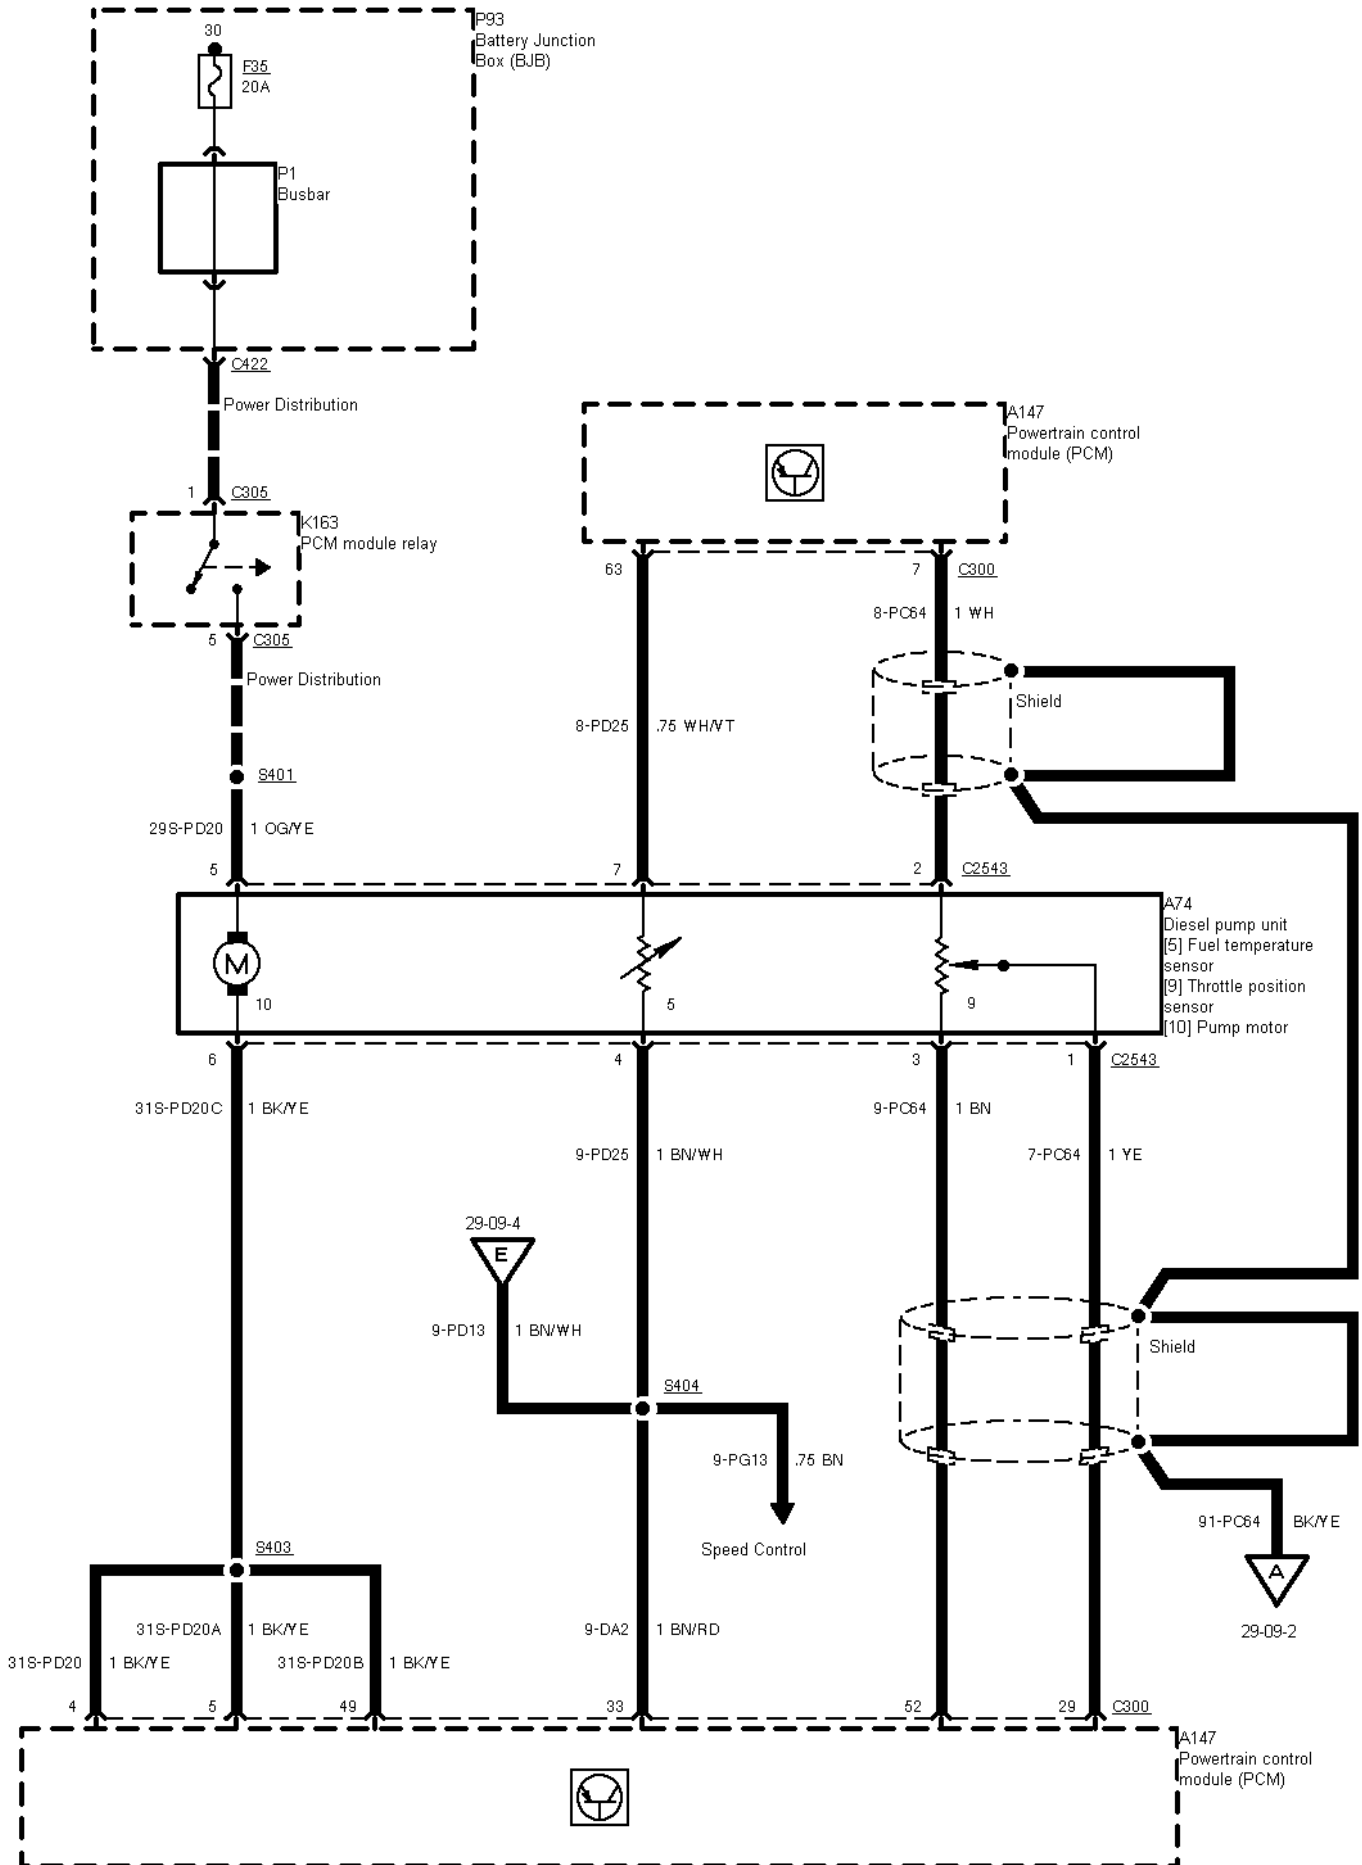 P93
Battery Junction
Box (BJB)
30
F35
20A
P1
Busbar
C422
Power Distribution
1 C305
K163
PCM module relay
5 C305
Power Distribution
S401
29S-PD20 1 OG/YE
A147
Powertrain control
module (PCM)
63 7 C300
8-PC64 1 WH
Shield
8-PD25 .75 WH/VT
5 7 2 C2543
A74
Diesel pump unit
[5] Fuel temperature
sensor
[9] Throttle position
sensor
[10] Pump motor
M
10 5 9
6 4 3 1 C2543
31S-PD20C 1 BK/YE
9-PC64 1 BN
9-PD25 1 BN/WH
7-PC64 1 YE
29-09-4
E
9-PD13 1 BN/WH
Shield
S404
9-PG13 .75 BN
Speed Control
91-PC64 BK/YE
A
29-09-2
S403
31S-PD20A 1 BK/YE
9-DA2 1 BN/RD
31S-PD20 1 BK/YE
31S-PD20B 1 BK/YE
4 5 49 33 52 29 C300
A147
Powertrain control
module (PCM)